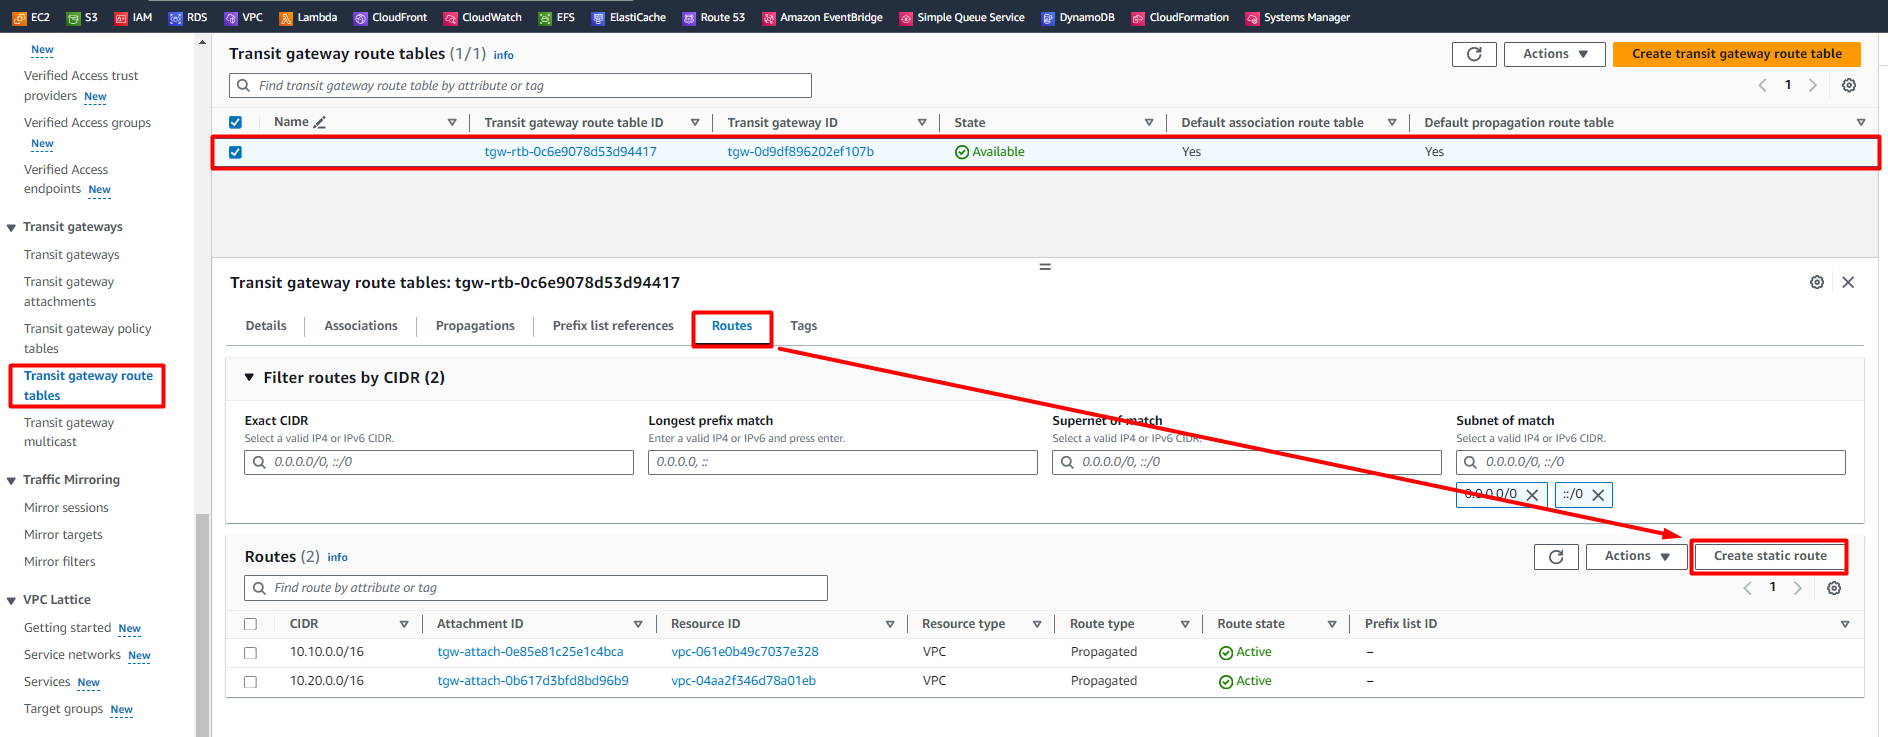 EC2 S3 IAM RDS VPC Lambda CloudFront CloudWatch EFS ElastiCache Route 53 Amazon EventBridge Simple Queue Service DynamoDB CloudFormation Systems Manager
New
Verified Access trust
providers New
Verified Access groups
New
Verified Access
endpoints New
Transit gateways
Transit gateways
Transit gateway
attachments
Transit gateway policy
tables
Transit gateway route
tables
Transit gateway
multicast
Traffic Mirroring
Mirror sessions
Mirror targets
Mirror filters
VPC Lattice
Getting started New
Service networks New
Services New
Target groups New
Transit gateway route tables (1/1) info
Actions
Create transit gateway route table
Find transit gateway route table by attribute or tag
1
Name Transit gateway route table ID Transit gateway ID State Default association route table Default propagation route table
tgw-rtb-0c6e9078d53d94417 tgw-0d9df896202ef107b Available Yes Yes
Transit gateway route tables: tgw-rtb-0c6e9078d53d94417
Details Associations Propagations Prefix list references Routes Tags
Filter routes by CIDR (2)
Exact CIDR Longest prefix match Supernet of match Subnet of match
Select a valid IP4 or IPv6 CIDR. Enter a valid IP4 or IPv6 and press enter. Select a valid IP4 or IPv6 CIDR. Select a valid IP4 or IPv6 CIDR.
0.0.0.0/0, ::/0 0.0.0.0, :: 0.0.0.0/0, ::/0 0.0.0.0/0, ::/0
0.0.0.0/0 ::/0
Routes (2) info
Actions
Create static route
Find route by attribute or tag
1
CIDR Attachment ID Resource ID Resource type Route type Route state Prefix list ID
10.10.0.0/16 tgw-attach-0e85e81c25e1c4bca vpc-061e0b49c7037e328 VPC Propagated Active –
10.20.0.0/16 tgw-attach-0b617d3bfd8bd96b9 vpc-04aa2f346d78a01eb VPC Propagated Active –